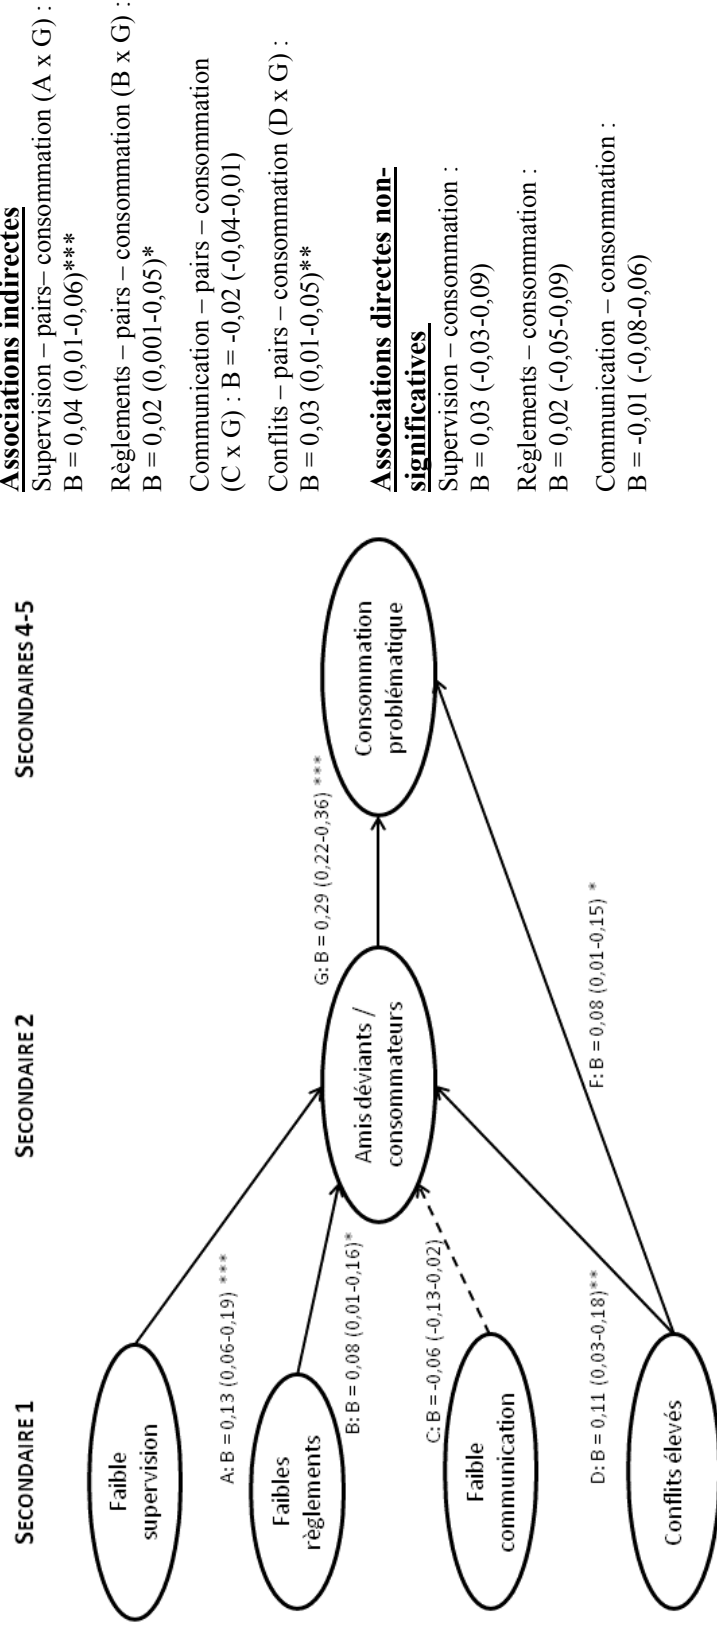 SECONDAIRE 1
SECONDAIRE 2
SECONDAIRES 4-5
Faible
supervision
A: B = 0,13 (0,06-0,19) ***
Faibles
règlements
B: B = 0,08 (0,01-0,16)*
Faible
communication
C: B = -0,06 (-0,13-0,02)
Conflits élevés
D: B = 0,11 (0,03-0,18)**
Amis déviants /
consommateurs
G: B = 0,29 (0,22-0,36) ***
F: B = 0,08 (0,01-0,15) *
Consommation
problématique
Associations indirectes
Supervision – pairs– consommation (A x G) :
B = 0,04 (0,01-0,06)***
Règlements – pairs – consommation (B x G) :
B = 0,02 (0,001-0,05)*
Communication – pairs – consommation
(C x G) : B = -0,02 (-0,04-0,01)
Conflits – pairs – consommation (D x G) :
B = 0,03 (0,01-0,05)**
Associations directes non-
significatives
Supervision – consommation :
B = 0,03 (-0,03-0,09)
Règlements – consommation :
B = 0,02 (-0,05-0,09)
Communication – consommation :
B = -0,01 (-0,08-0,06)